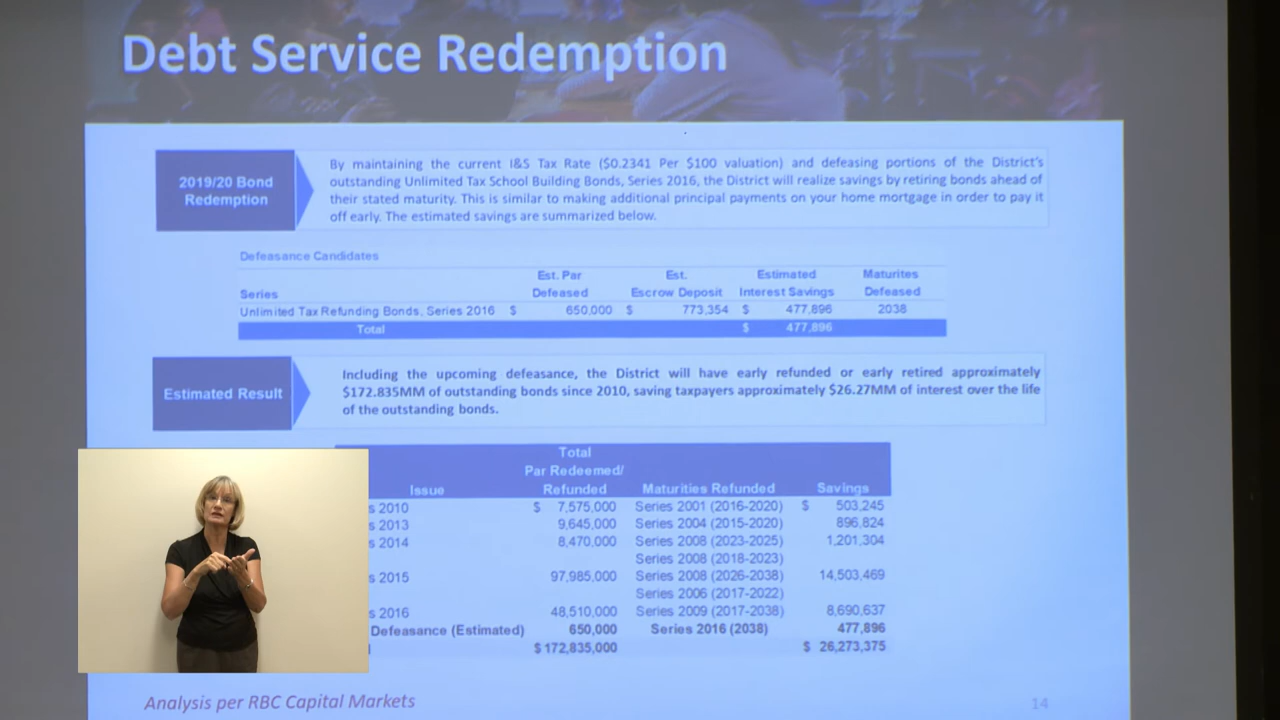 Debt Service Redemption
2019/20 Bond
Redemption
By maintaining the current I&S Tax Rate ($0.2341 Per $100 valuation) and defeasing portions of the District's
outstanding Unlimited Tax School Building Bonds, Series 2016, the District will realize savings by retiring bonds ahead of
their stated maturity. This is similar to making additional principal payments on your home mortgage in order to pay it
off early. The estimated savings are summarized below.
Defeasance Candidates
Est. Par Est. Estimated Maturites
Series Defeased Escrow Deposit Interest Savings Defeased
Unlimited Tax Refunding Bonds, Series 2016 $ 650,000 $ 773,354 $ 477,896 2038
Total $ 477,896
Estimated Result
Including the upcoming defeasance, the District will have early refunded or early retired approximately
$172.835MM of outstanding bonds since 2010, saving taxpayers approximately $26.27MM of interest over the life
of the outstanding bonds.
Total
Par Redeemed/
Issue Refunded Maturities Refunded Savings
s 2010 $ 7,575,000 Series 2001 (2016-2020) $ 503,245
s 2013 9,645,000 Series 2004 (2015-2020) 896,824
s 2014 8,470,000 Series 2008 (2023-2025) 1,201,304
Series 2008 (2018-2023)
s 2015 97,985,000 Series 2008 (2026-2038) 14,503,469
Series 2006 (2017-2022)
s 2016 48,510,000 Series 2009 (2017-2038) 8,690,637
Defeasance (Estimated) 650,000 Series 2016 (2038) 477,896
$ 172,835,000 $ 26,273,375
Analysis per RBC Capital Markets
14